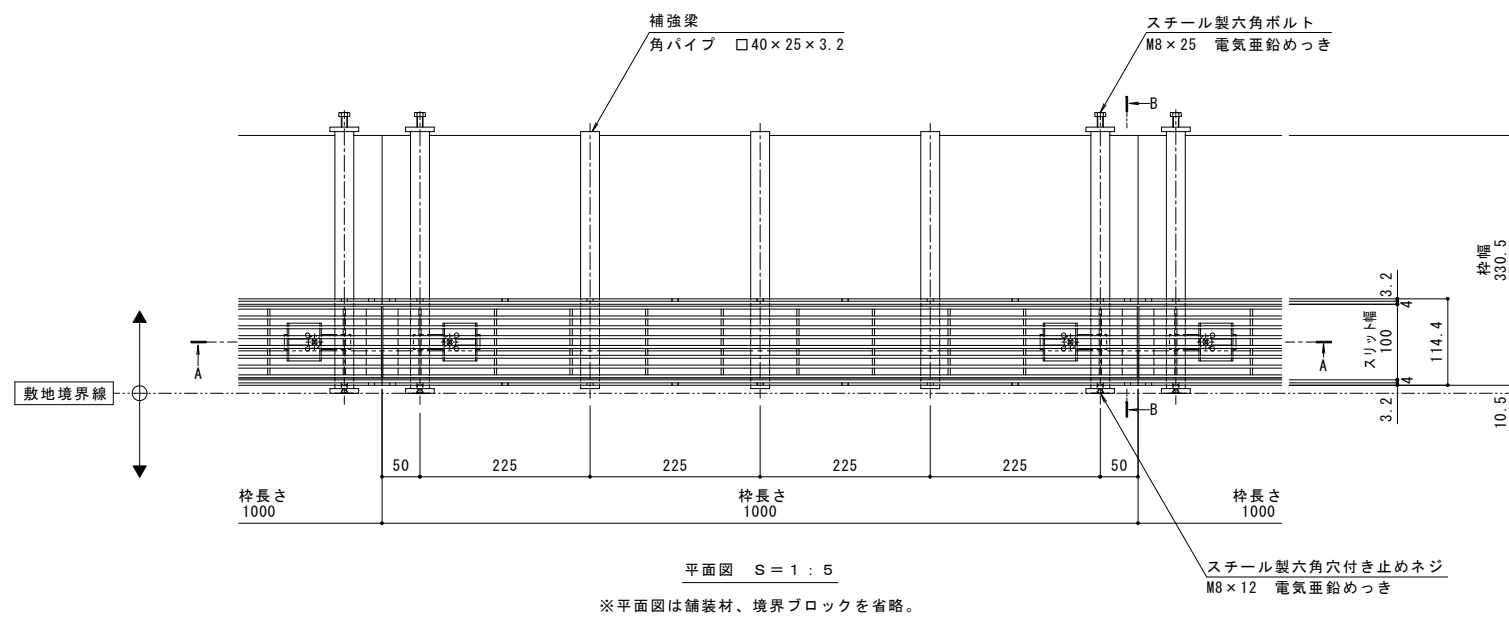 補強梁
角パイプ　□40×25×3.2
スチール製六角ボルト
M8×25　電気亜鉛めっき
B
枠幅
330.5
3.2
4
スリット幅
100
114.4
A
A
敷地境界線
4
3.2
10.5
B
50
225
225
225
225
50
枠長さ
1000
枠長さ
1000
枠長さ
1000
平面図　S＝1：5
※平面図は舗装材、境界ブロックを省略。
スチール製六角穴付き止めネジ
M8×12　電気亜鉛めっき